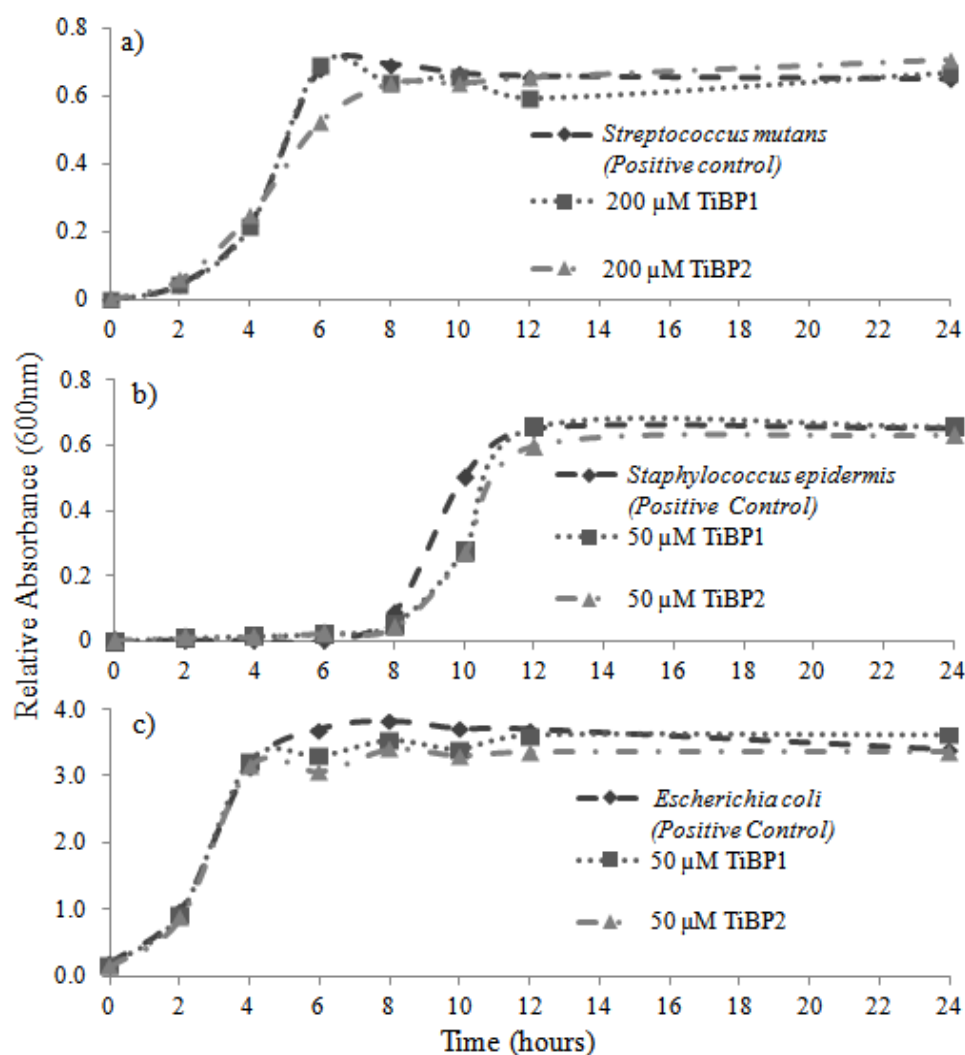 Relative Absorbance (600nm)
a)
0.8
0.6
0.4
0.2
0
Streptococcus mutans
(Positive control)
200 µM TiBP1
200 µM TiBP2
0 2 4 6 8 10 12 14 16 18 20 22 24
b)
0.8
0.6
0.4
0.2
0
Staphylococcus epidermis
(Positive Control)
50 µM TiBP1
50 µM TiBP2
0 2 4 6 8 10 12 14 16 18 20 22 24
c)
4.0
3.0
2.0
1.0
0.0
Escherichia coli
(Positive Control)
50 µM TiBP1
50 µM TiBP2
0 2 4 6 8 10 12 14 16 18 20 22 24
Time (hours)